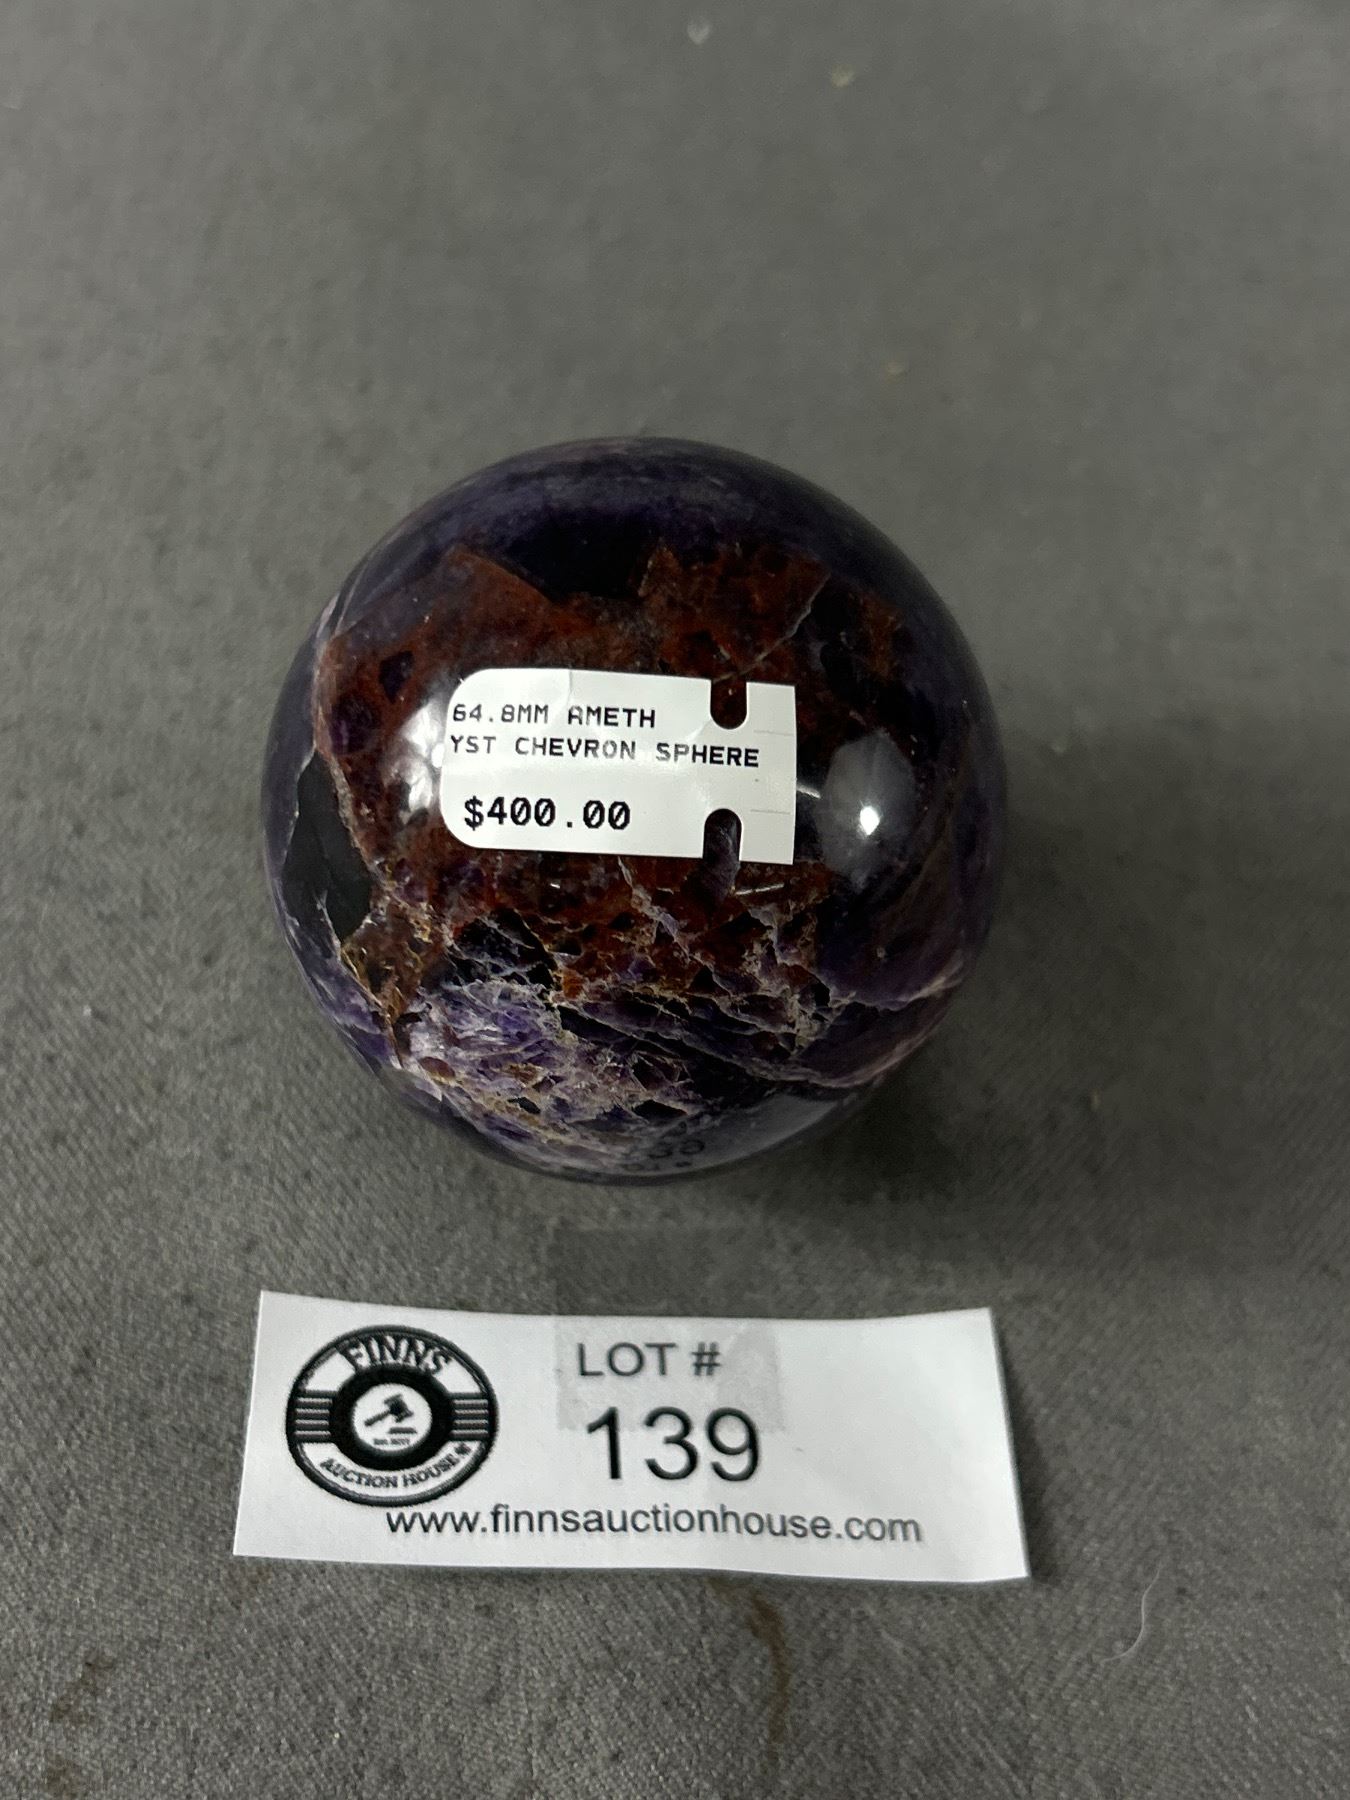 64.8MM AMETH
YST CHEVRON SPHERE
$400.00
FINNS
AUCTION HOUSE
LOT #
139
www.finnsauctionhouse.com